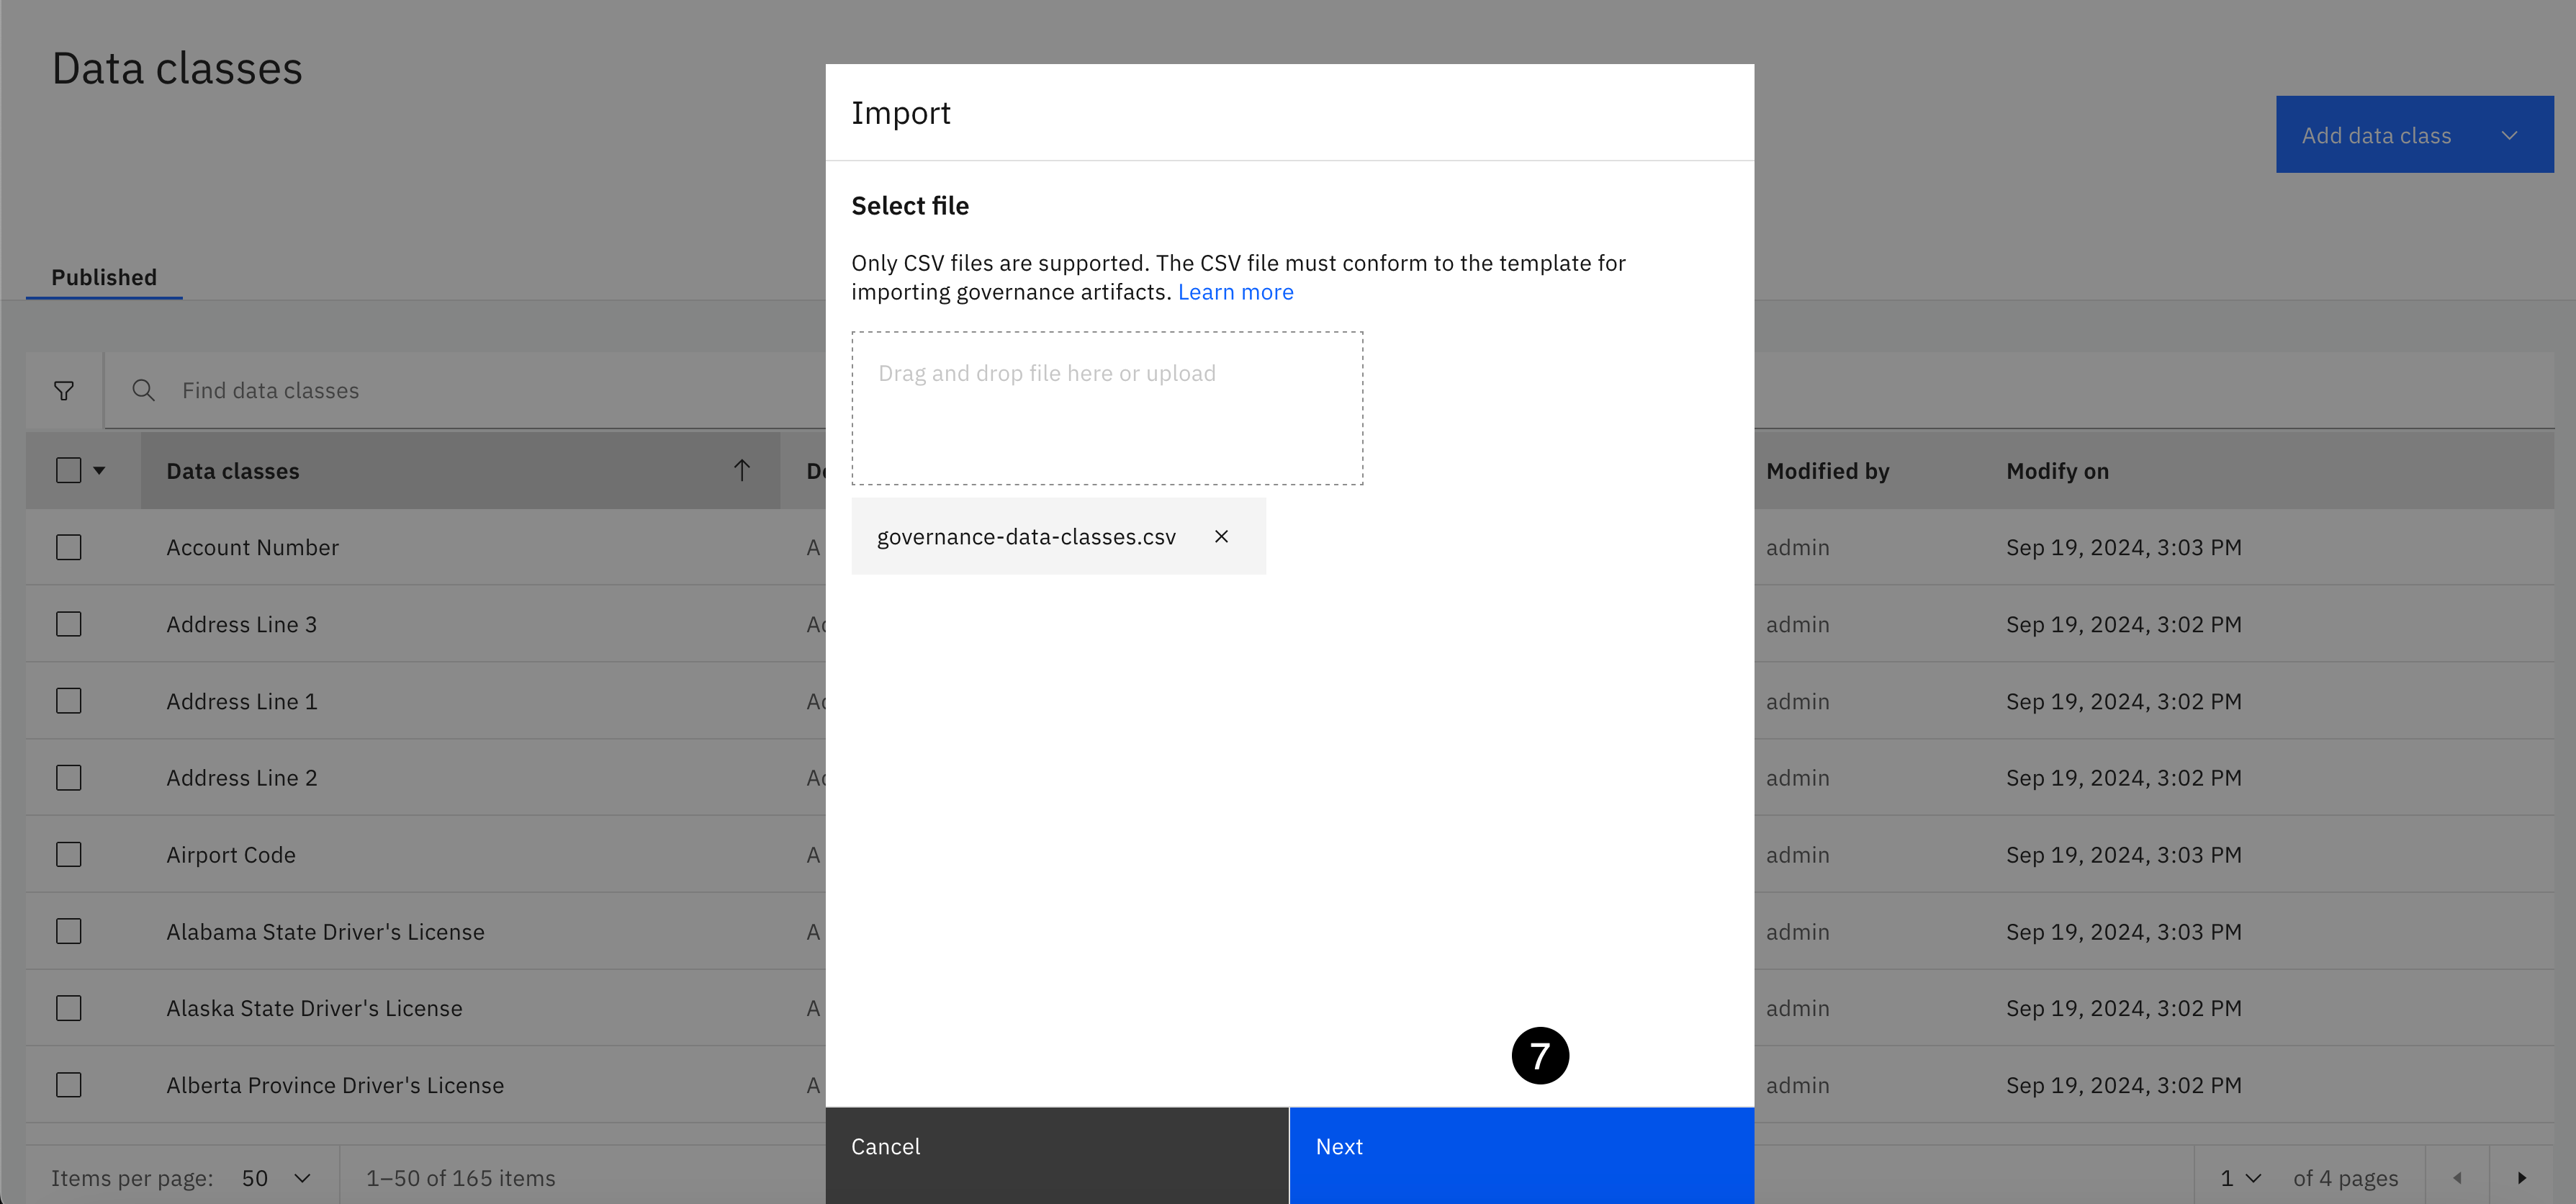 Data classes
Add data class
Published
Find data classes
Data classes
Modified by Modify on
Account Number A admin Sep 19, 2024, 3:03 PM
Address Line 3 admin Sep 19, 2024, 3:02 PM
Address Line 1 admin Sep 19, 2024, 3:02 PM
Address Line 2 admin Sep 19, 2024, 3:02 PM
Airport Code A admin Sep 19, 2024, 3:03 PM
Alabama State Driver's License A admin Sep 19, 2024, 3:03 PM
Alaska State Driver's License A admin Sep 19, 2024, 3:02 PM
Alberta Province Driver's License A admin Sep 19, 2024, 3:02 PM
Items per page: 50 1–50 of 165 items 1 of 4 pages
Import
Select file
Only CSV files are supported. The CSV file must conform to the template for
importing governance artifacts. Learn more
Drag and drop file here or upload
governance-data-classes.csv
7
Cancel Next